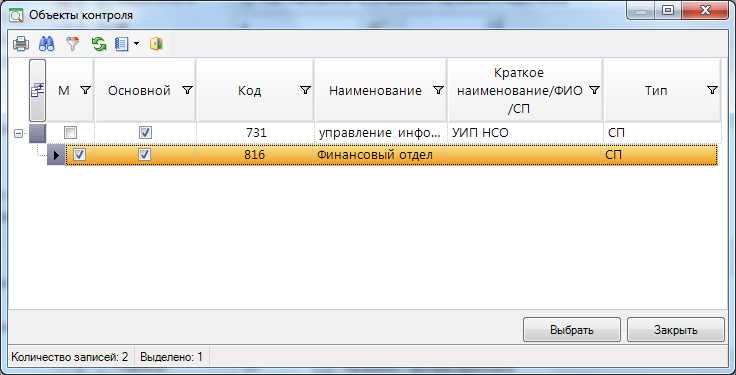 Объекты контроля
М Основной Код Наименование Краткое наименование/ФИО /СП Тип
731 управление инфо... УИП НСО СП
816 Финансовый отдел СП
Выбрать Закрыть
Количество записей: 2 Выделено: 1